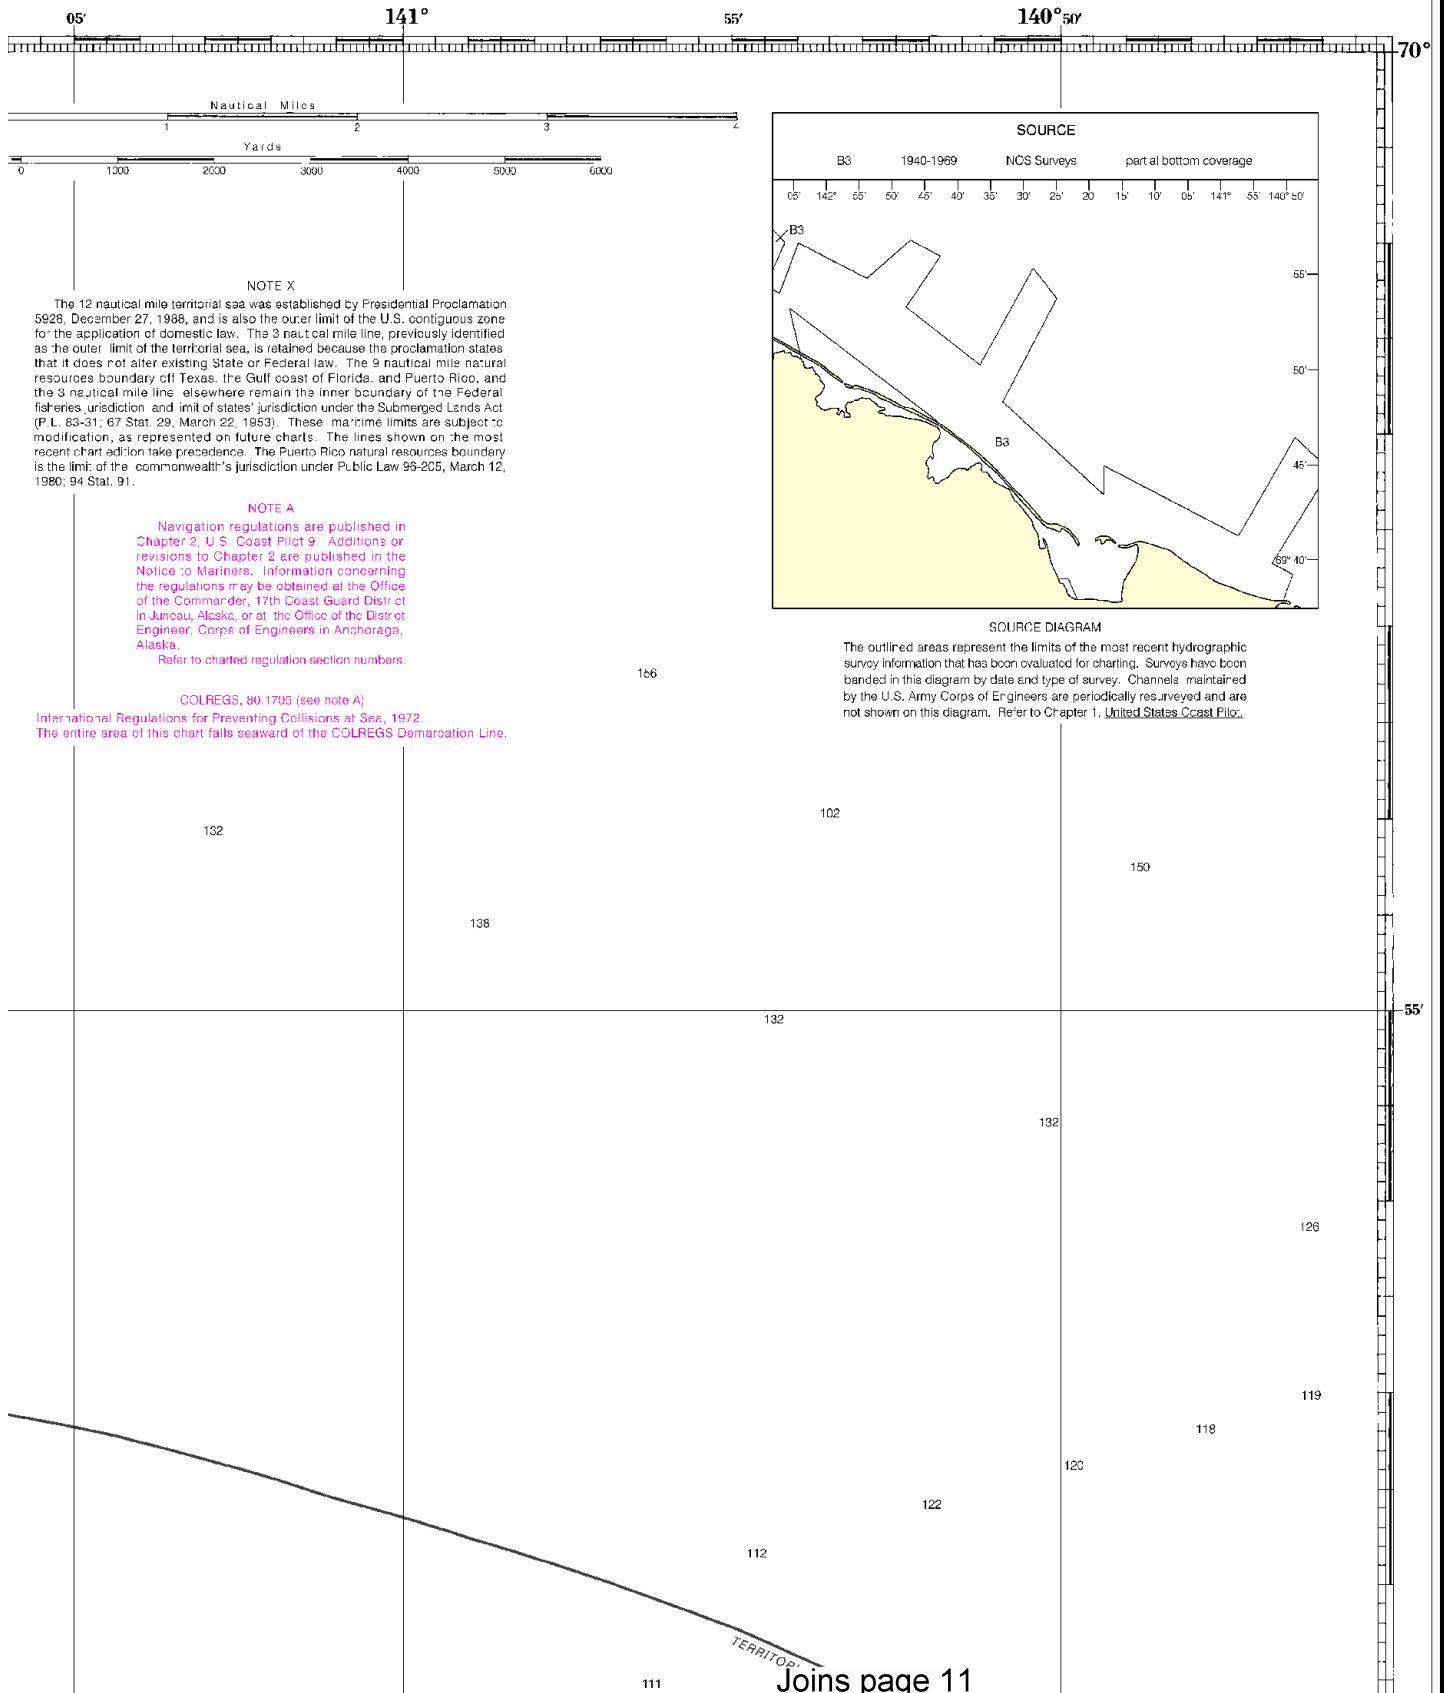 05' 141° 55' 140° 50'
70°
Nautical Miles
1 2 3 4
Yards
0 1000 2000 3000 4000 5000 6000
SOURCE
B3 1940-1969 NOS Surveys partial bottom coverage
05' 142° 55' 50' 45' 40' 35' 30' 25' 20' 15' 10' 05' 141° 55' 140° 50'
B3
55'
50'
B3
45'
69° 40'
SOURCE DIAGRAM
The outlined areas represent the limits of the most recent hydrographic
survey information that has been evaluated for charting. Surveys have been
banded in this diagram by date and type of survey. Channels maintained
by the U.S. Army Corps of Engineers are periodically resurveyed and are
not shown on this diagram. Refer to Chapter 1, United States Coast Pilot.
NOTE X
The 12 nautical mile territorial sea was established by Presidential Proclamation
5928, December 27, 1988, and is also the outer limit of the U.S. contiguous zone
for the application of domestic law. The 3 nautical mile line, previously identified
as the outer limit of the territorial sea, is retained because the proclamation states
that it does not alter existing State or Federal law. The 9 nautical mile natural
resources boundary off Texas, the Gulf coast of Florida, and Puerto Rico, and
the 3 nautical mile line elsewhere remain the inner boundary of the Federal
fisheries jurisdiction and limit of states' jurisdiction under the Submerged Lands Act
(P.L. 83-31; 67 Stat. 29, March 22, 1953). These maritime limits are subject to
modification, as represented on future charts. The lines shown on the most
recent chart edition take precedence. The Puerto Rico natural resources boundary
is the limit of the commonwealth's jurisdiction under Public Law 96-205, March 12,
1980; 94 Stat. 91.
NOTE A
Navigation regulations are published in
Chapter 2, U.S. Coast Pilot 9. Additions or
revisions to Chapter 2 are published in the
Notice to Mariners. Information concerning
the regulations may be obtained at the Office
of the Commander, 17th Coast Guard District
in Juneau, Alaska, or at the Office of the District
Engineer, Corps of Engineers in Anchorage,
Alaska.
Refer to charted regulation section numbers.
COLREGS, 80.1705 (see note A)
International Regulations for Preventing Collisions at Sea, 1972.
The entire area of this chart falls seaward of the COLREGS Demarcation Line.
156
102
132
150
138
55'
132
132
126
119
118
120
122
112
TERRITOR
111
Joins page 11